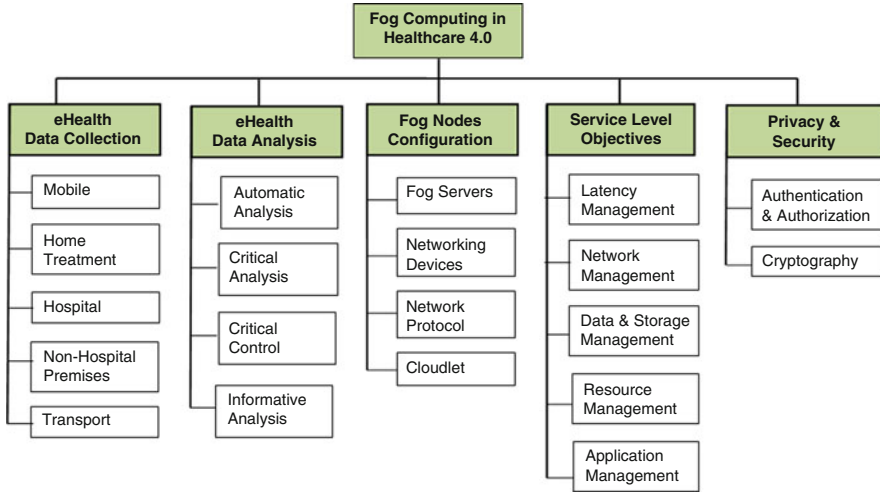 Fog Computing in
Healthcare 4.0
eHealth
Data Collection
Mobile
Home
Treatment
Hospital
Non-Hospital
Premises
Transport
eHealth
Data Analysis
Automatic
Analysis
Critical
Analysis
Critical
Control
Informative
Analysis
Fog Nodes
Configuration
Fog Servers
Networking
Devices
Network
Protocol
Cloudlet
Service Level
Objectives
Latency
Management
Network
Management
Data & Storage
Management
Resource
Management
Application
Management
Privacy &
Security
Authentication
& Authorization
Cryptography